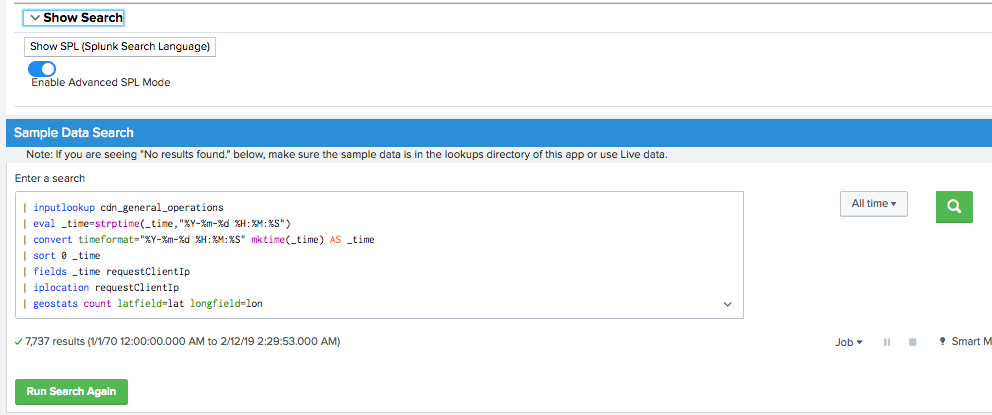 Show Search
Show SPL (Splunk Search Language)
Enable Advanced SPL Mode
Sample Data Search
Note: If you are seeing "No results found." below, make sure the sample data is in the lookups directory of this app or use Live data.
Enter a search
| inputlookup cdn_general_operations
| eval _time=strptime(_time,"%Y-%m-%d %H:%M:%S")
| convert timeformat="%Y-%m-%d %H:%M:%S" mktime(_time) AS _time
| sort 0 _time
| fields _time requestClientIp
| iplocation requestClientIp
| geostats count latfield=lat longfield=lon
All time
7,737 results (1/1/70 12:00:00.000 AM to 2/12/19 2:29:53.000 AM)
Job
Smart M
Run Search Again